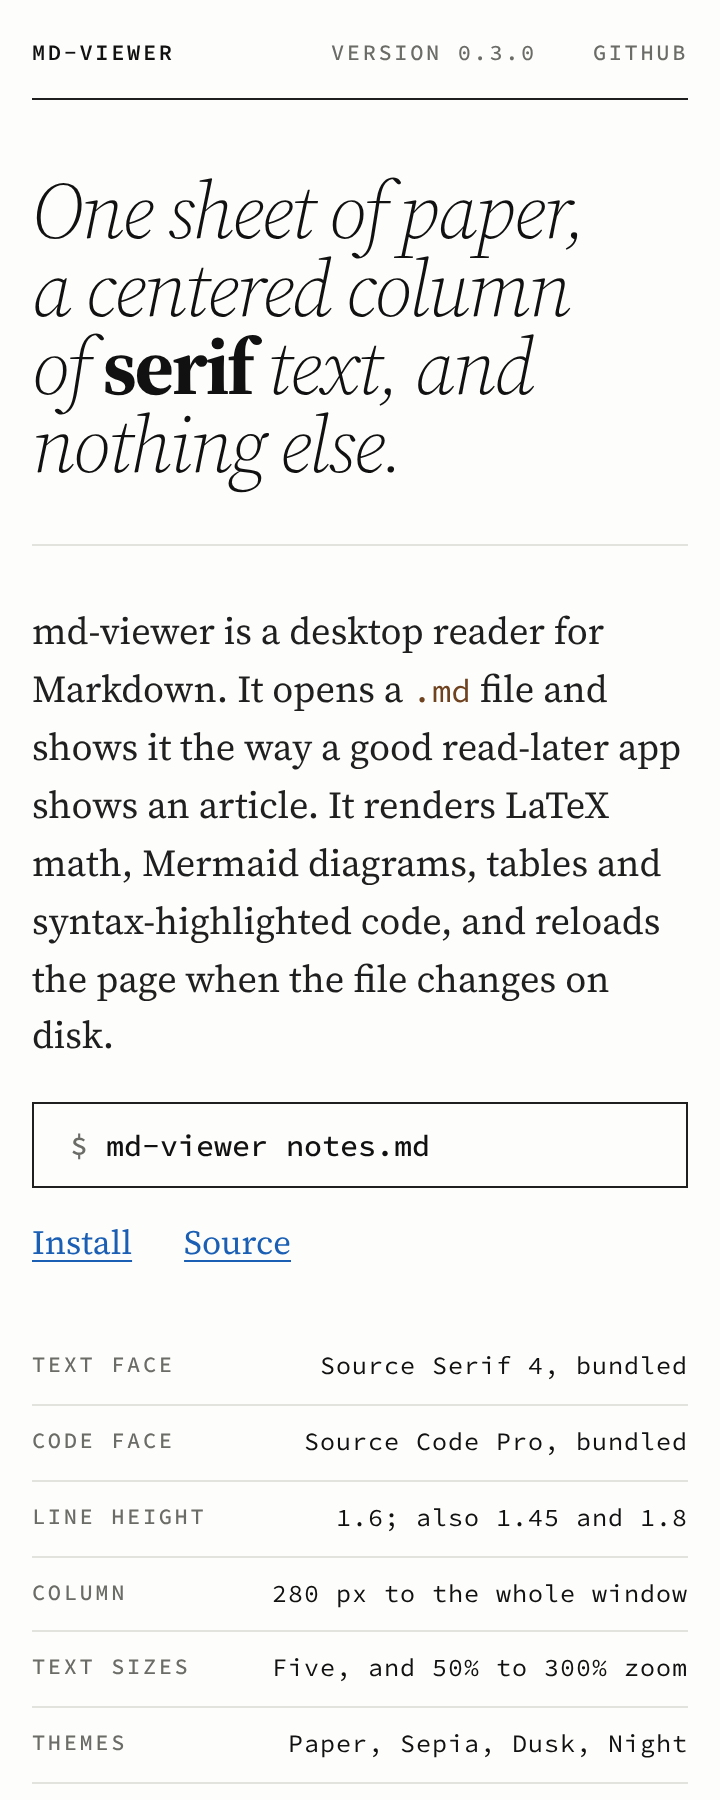 MD-VIEWER VERSION 0.3.0 GITHUB
One sheet of paper,
a centered column
of serif text, and
nothing else.
md-viewer is a desktop reader for
Markdown. It opens a .md file and
shows it the way a good read-later app
shows an article. It renders LaTeX
math, Mermaid diagrams, tables and
syntax-highlighted code, and reloads
the page when the file changes on
disk.
$ md-viewer notes.md
Install Source
TEXT FACE Source Serif 4, bundled
CODE FACE Source Code Pro, bundled
LINE HEIGHT 1.6; also 1.45 and 1.8
COLUMN 280 px to the whole window
TEXT SIZES Five, and 50% to 300% zoom
THEMES Paper, Sepia, Dusk, Night